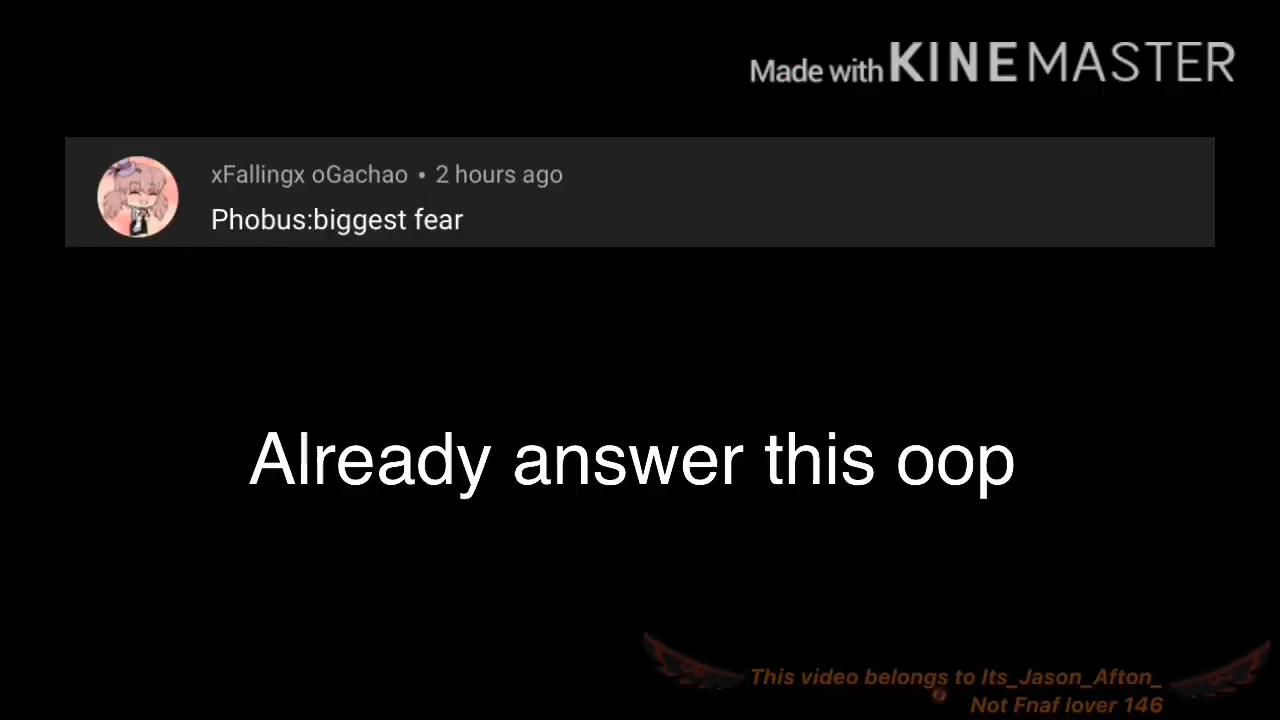 Made with KINEMASTER
xFallingx oGachao • 2 hours ago
Phobus:biggest fear
Already answer this oop
This video belongs to Its_Jason_Afton_
Not Fnaf lover 146